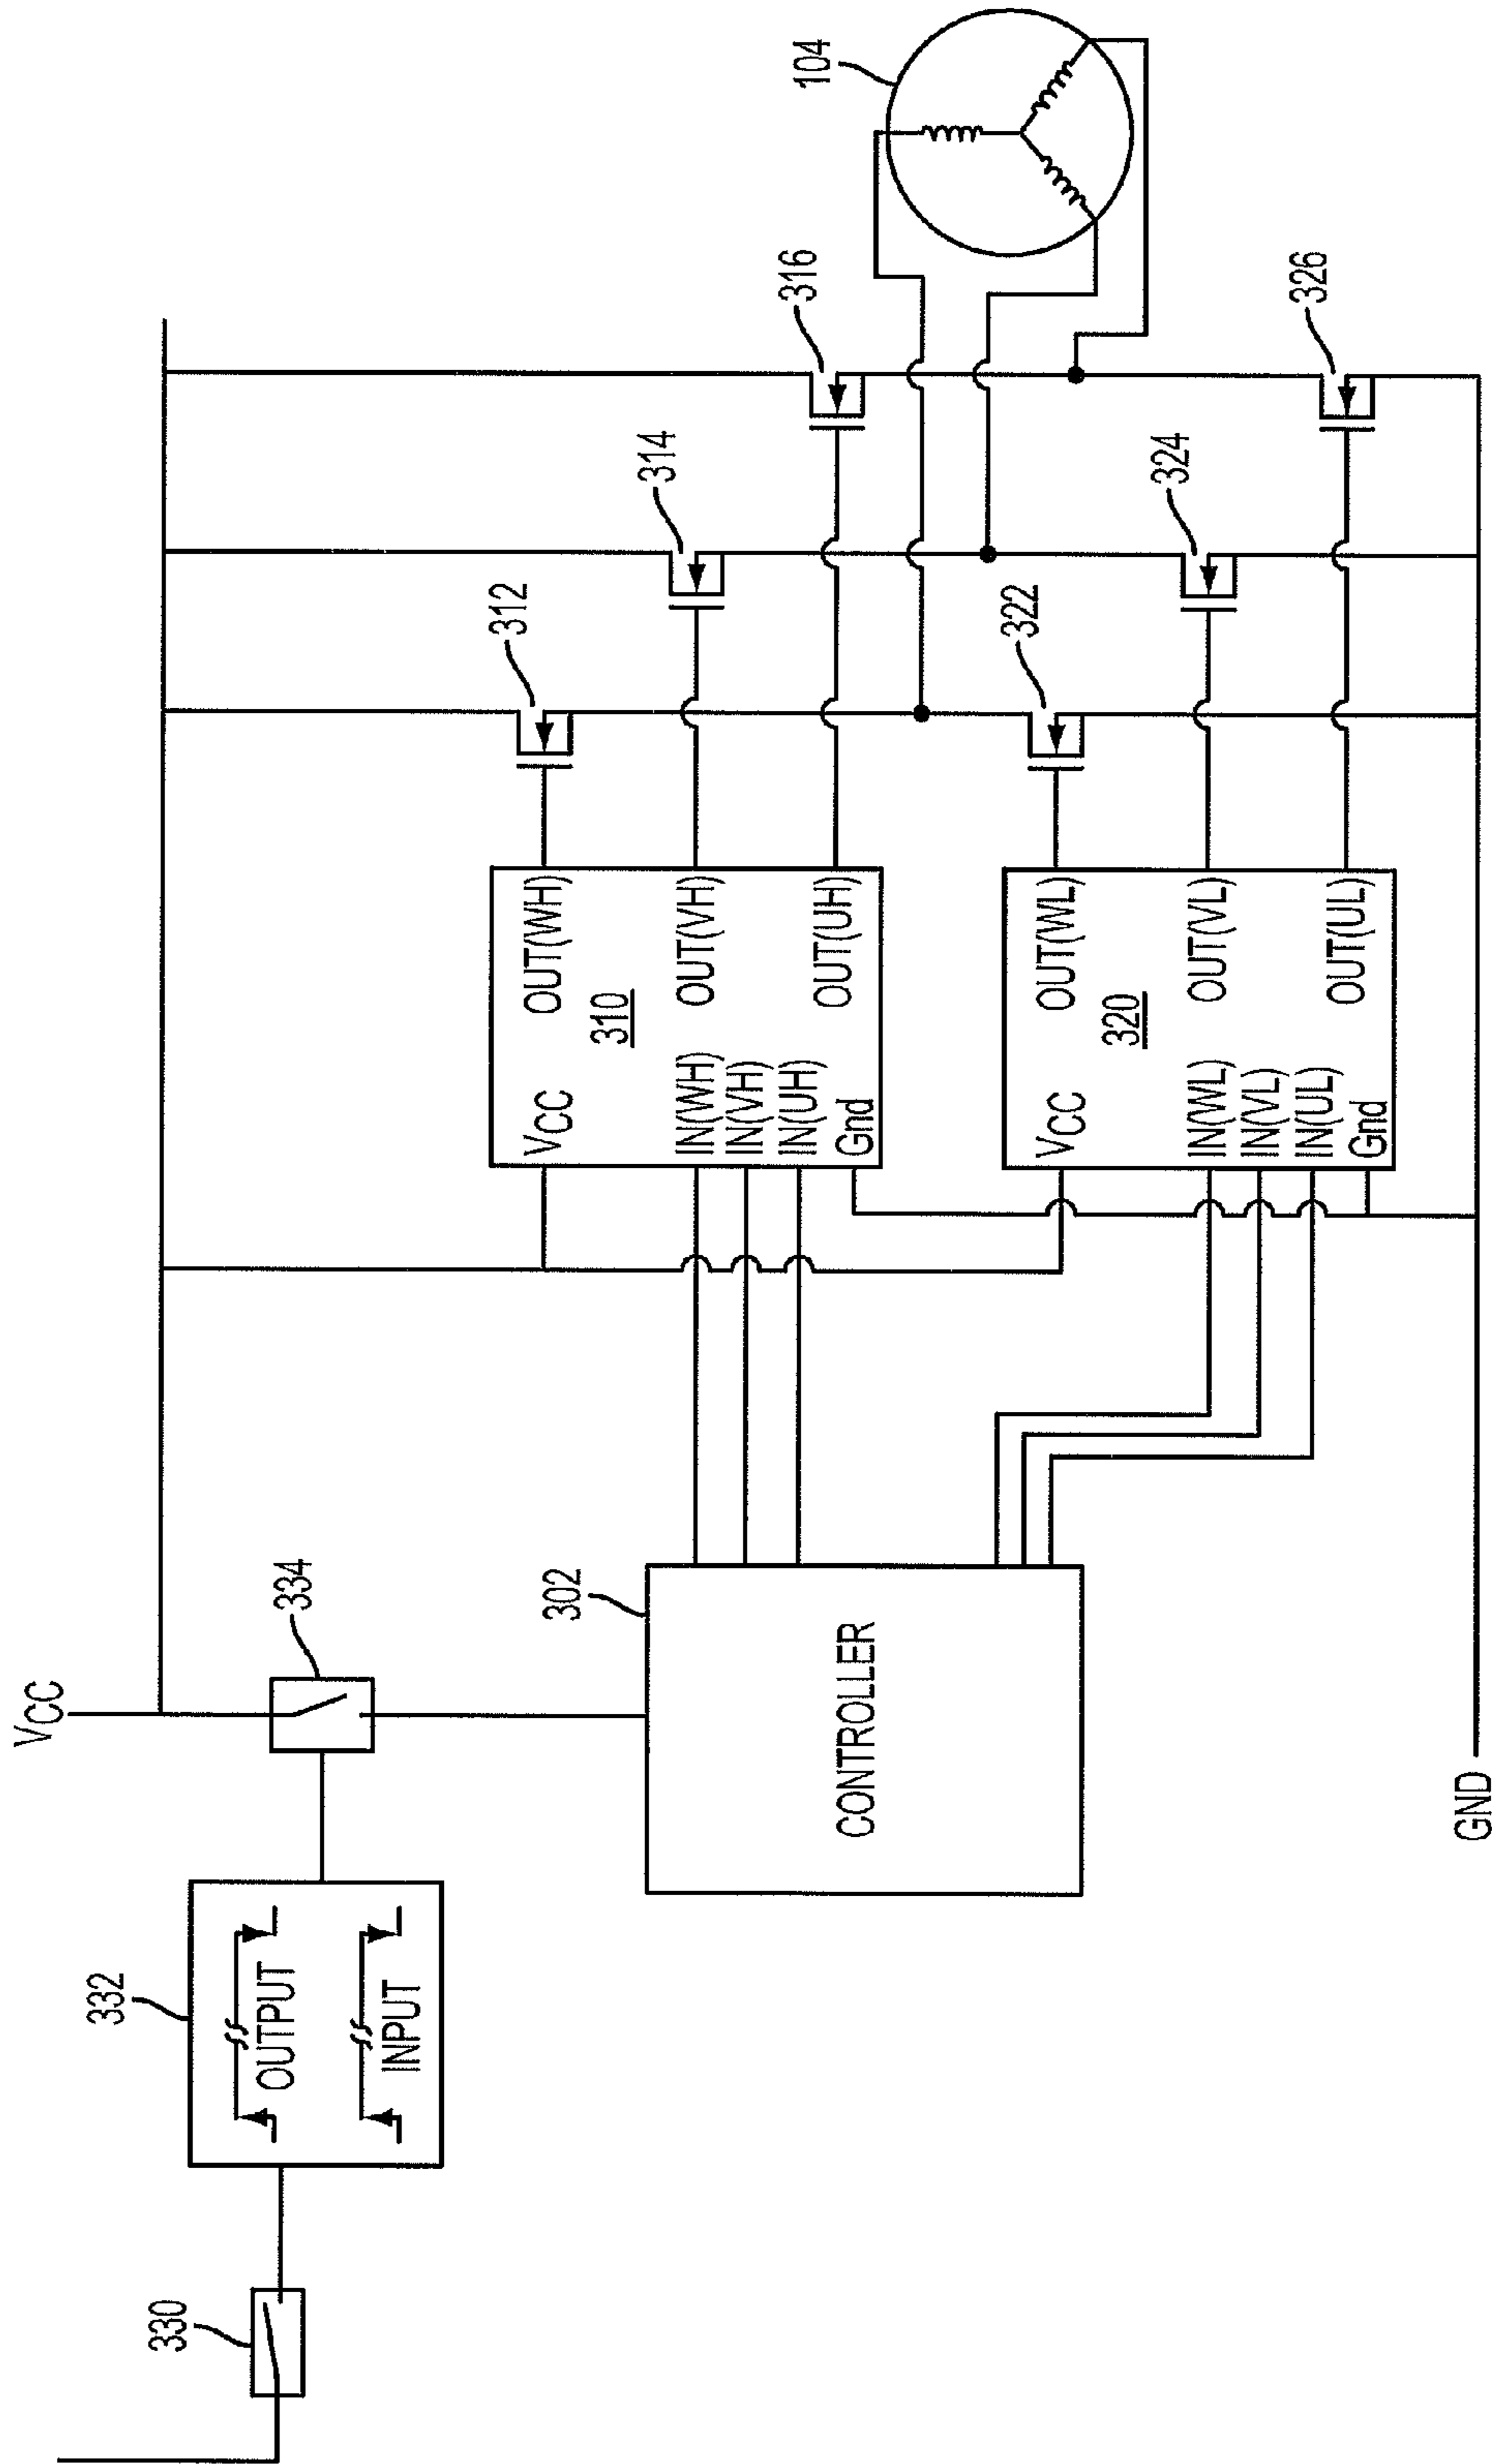 VCC
334
332
OUTPUT
INPUT
330
302
CONTROLLER
GND
312
314
316
104
VCC
OUT(WH)
310
IN(WH)
OUT(VH)
IN(VH)
IN(UH)
OUT(UH)
Gnd
322
324
326
VCC
OUT(WL)
320
IN(WL)
OUT(VL)
IN(VL)
IN(UL)
OUT(UL)
Gnd